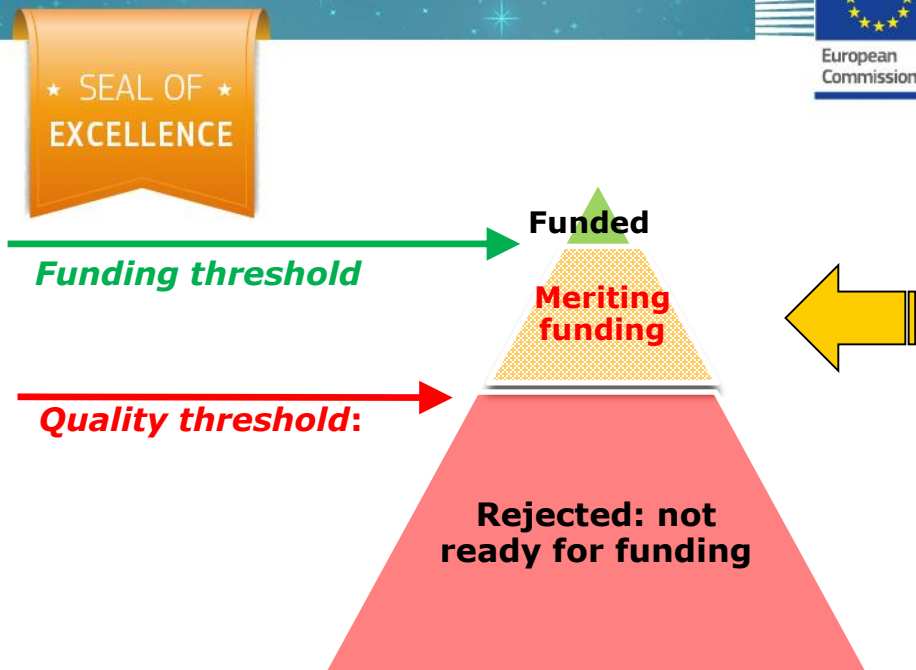 ★ SEAL OF ★
EXCELLENCE
European
Commission
Funded
Funding threshold
Meriting
funding
Quality threshold:
Rejected: not
ready for funding